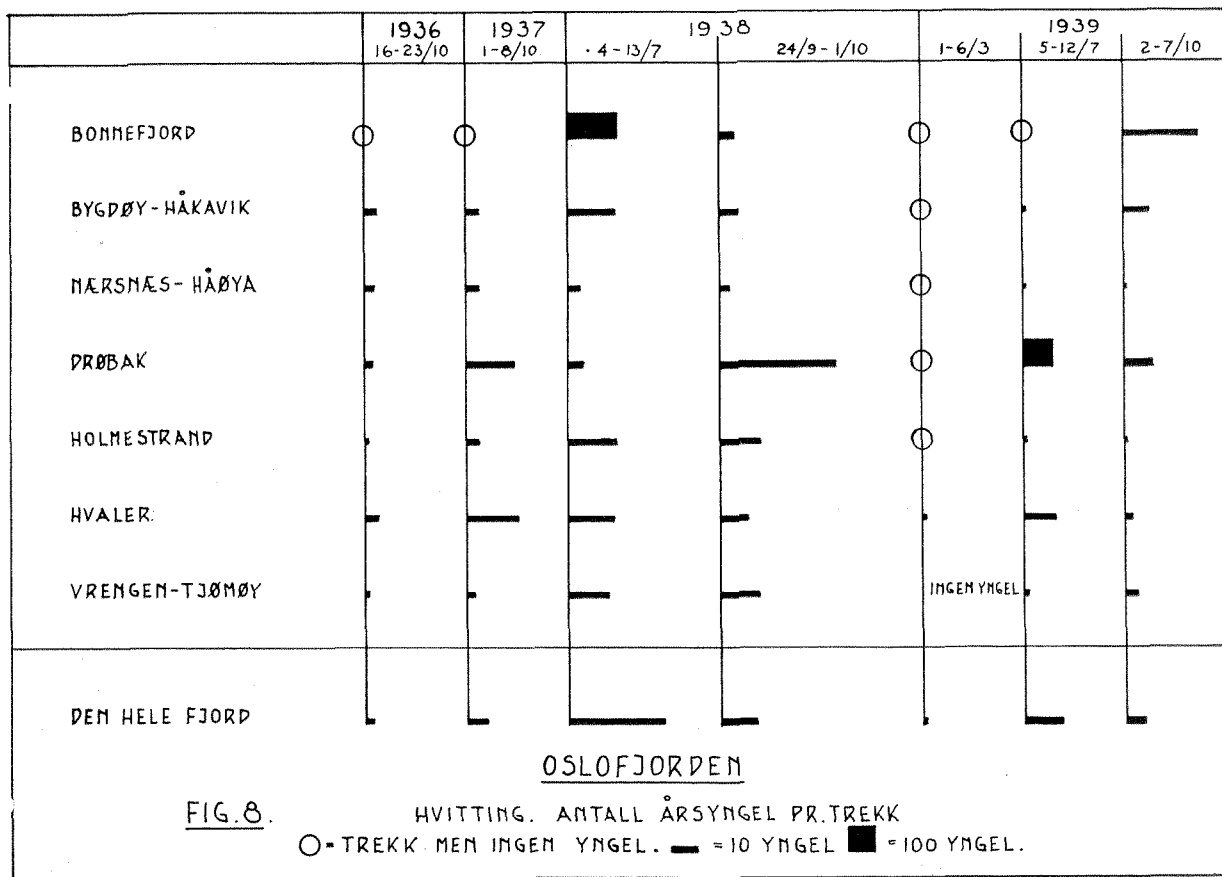 1936 1937 1938 1939
16-23/10 1-8/10 4-13/7 24/9-1/10 1-6/3 5-12/7 2-7/10
BONNEFJORD
BYGDØY-HÅKAVIK
NÆRSNÆS-HÅØYA
DRØBAK
HOLMESTRAND
HVALER
VRENGEN-TJØMØY INGEN YNGEL
DEN HELE FJORD
OSLOFJORDEN
FIG.8. HVITTING. ANTALL ÅRSYNGEL PR.TREKK
= TREKK MEN INGEN YNGEL. = 10 YNGEL = 100 YNGEL.